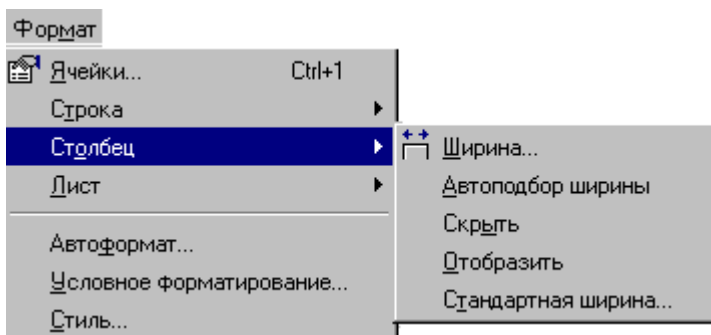 Формат
Ячейки... Ctrl+1
Строка
Столбец
Лист
Автоформат...
Условное форматирование...
Стиль...
Ширина...
Автоподбор ширины
Скрыть
Отобразить
Стандартная ширина...